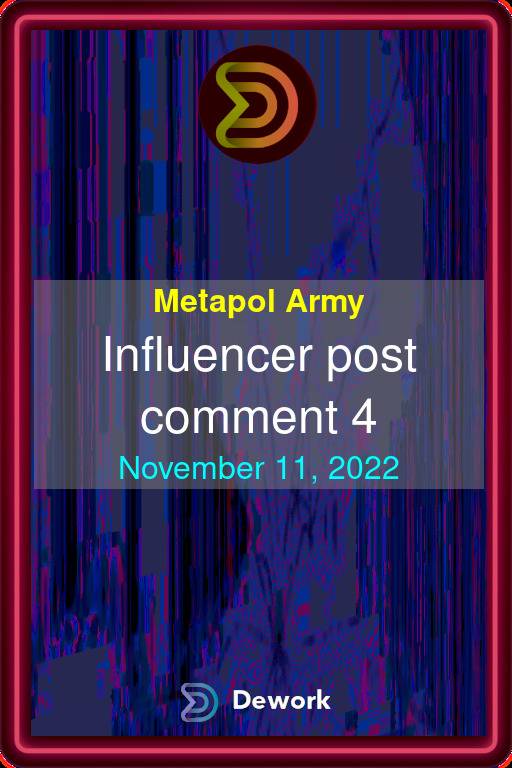 Metapol Army
Influencer post
comment 4
November 11, 2022
Dework